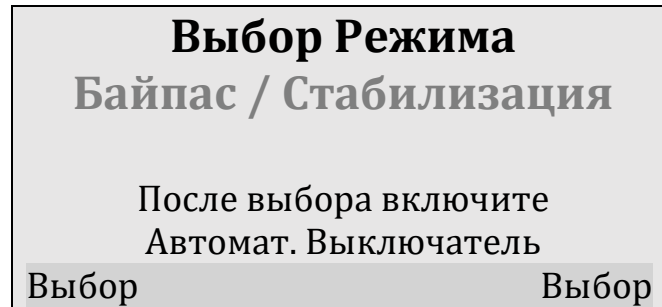 Выбор Режима
Байпас / Стабилизация
После выбора включите
Автомат. Выключатель
Выбор Выбор